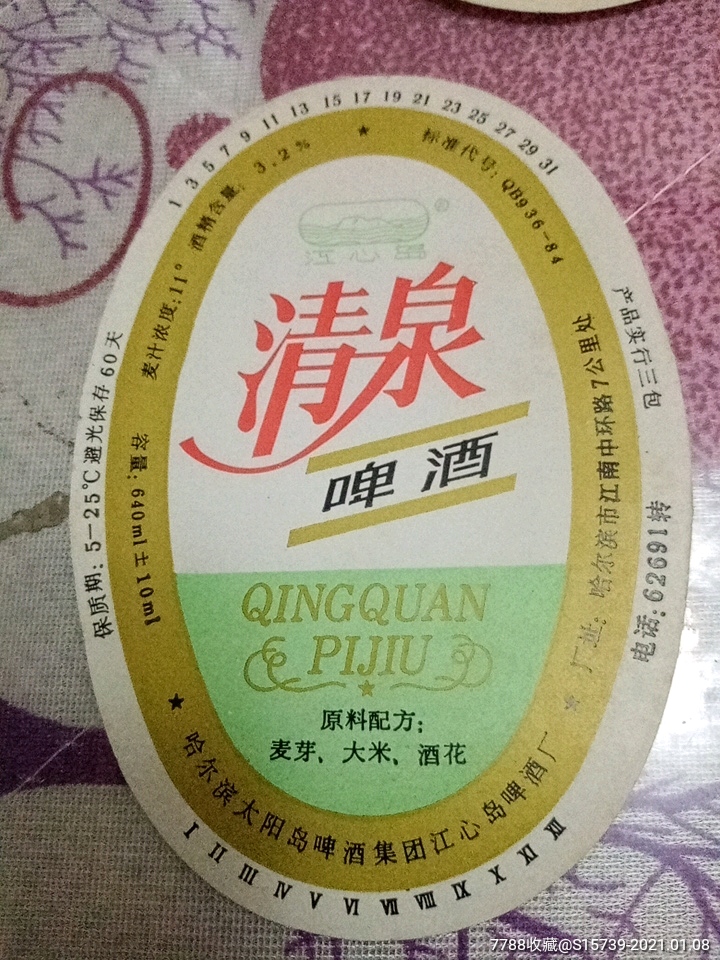 1 3 5 7 9 11 13 15 17 19 21 23 25 27 29 31
麦汁浓度:11° 酒精含量:3.2% ★ 标准代号:QB936-84
江心岛
®
清泉
啤酒
QINGQUAN
PIJIU
原料配方:
麦芽、大米、酒花
容量:640ml±10ml
保质期:5—25℃避光保存60天
产品实行三包
电话:62691转
厂址:哈尔滨市江南中环路7公里处
★哈尔滨太阳岛啤酒集团江心岛啤酒厂★
I II III IV V VI VII VIII IX X XI XII
7788收藏@S15739-2021.01.08